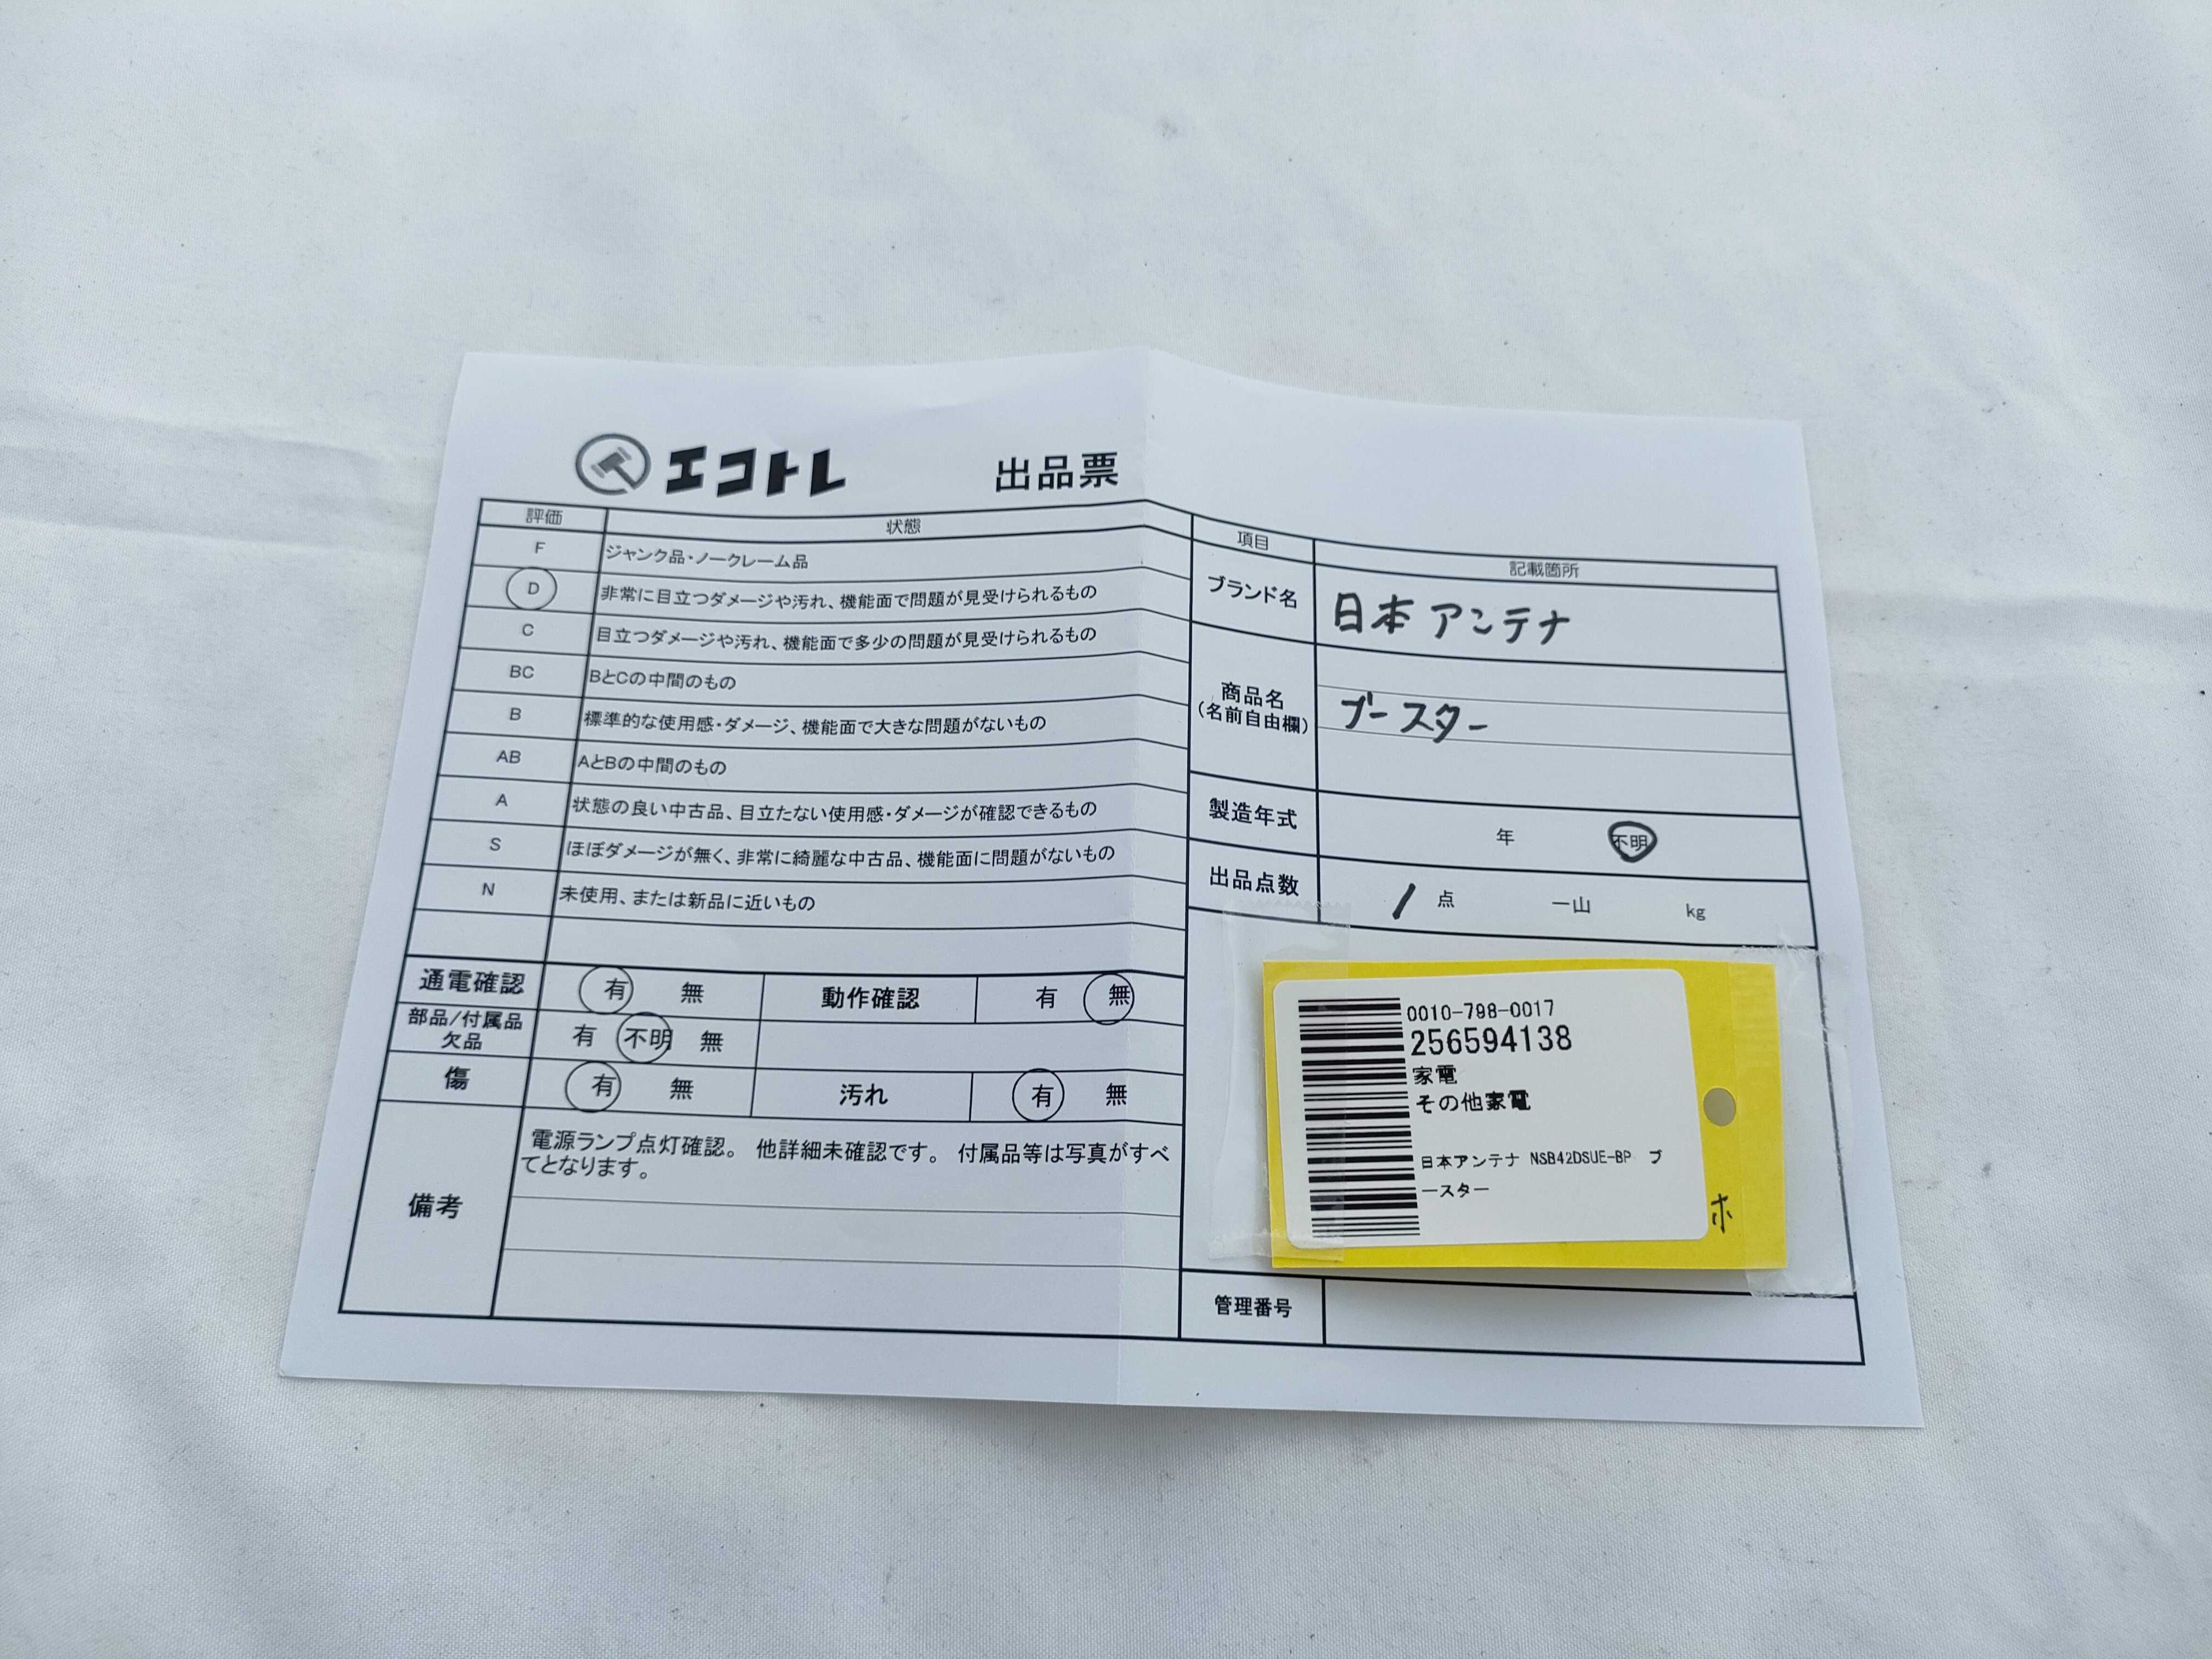 エコトレ 出品票
評価 状態
F ジャンク品・ノークレーム品
D 非常に目立つダメージや汚れ、機能面で問題が見受けられるもの
C 目立つダメージや汚れ、機能面で多少の問題が見受けられるもの
BC BとCの中間のもの
B 標準的な使用感・ダメージ、機能面で大きな問題がないもの
AB AとBの中間のもの
A 状態の良い中古品、目立たない使用感・ダメージが確認できるもの
S ほぼダメージが無く、非常に綺麗な中古品、機能面に問題がないもの
N 未使用、または新品に近いもの
通電確認 有 無 動作確認 有 無
部品/付属品
欠品 有 不明 無
傷 有 無 汚れ 有 無
備考
電源ランプ点灯確認。 他詳細未確認です。 付属品等は写真がすべ
てとなります。
項目 記載箇所
ブランド名 日本アンテナ
商品名
(名前自由欄) ブースター
製造年式 年 不明
出品点数 1 点 一山 kg
0010-798-0017
256594138
家電
その他家電
日本アンテナ NSB42DSUE-BP ブ
ースター
ホ
管理番号